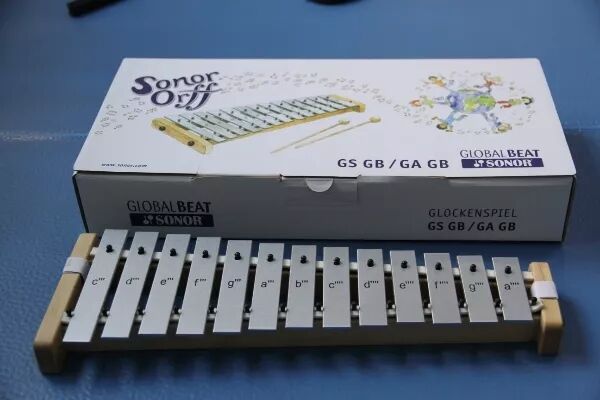 Sonor
Orff
www.sonor.com
GS GB / GA GB
GLOBAL BEAT
SONOR
GLOBAL BEAT
SONOR
GLOCKENSPIEL
GS GB / GA GB
c''' d''' e''' f''' g''' a''' b''' c'''' d'''' e'''' f'''' g'''' a''''